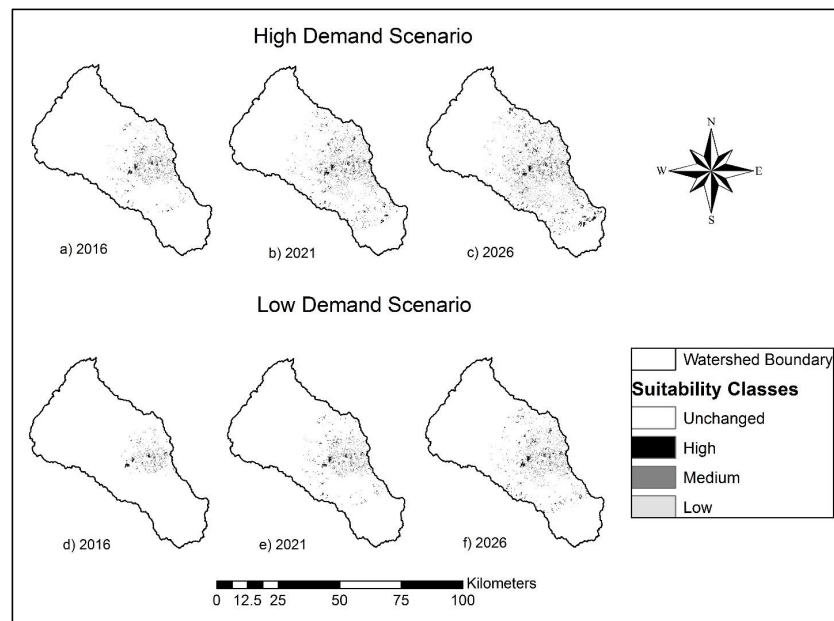 High Demand Scenario
N
W E
S
a) 2016
b) 2021
c) 2026
Low Demand Scenario
Watershed Boundary
Suitability Classes
Unchanged
High
Medium
Low
d) 2016
e) 2021
f) 2026
Kilometers
0 12.5 25 50 75 100